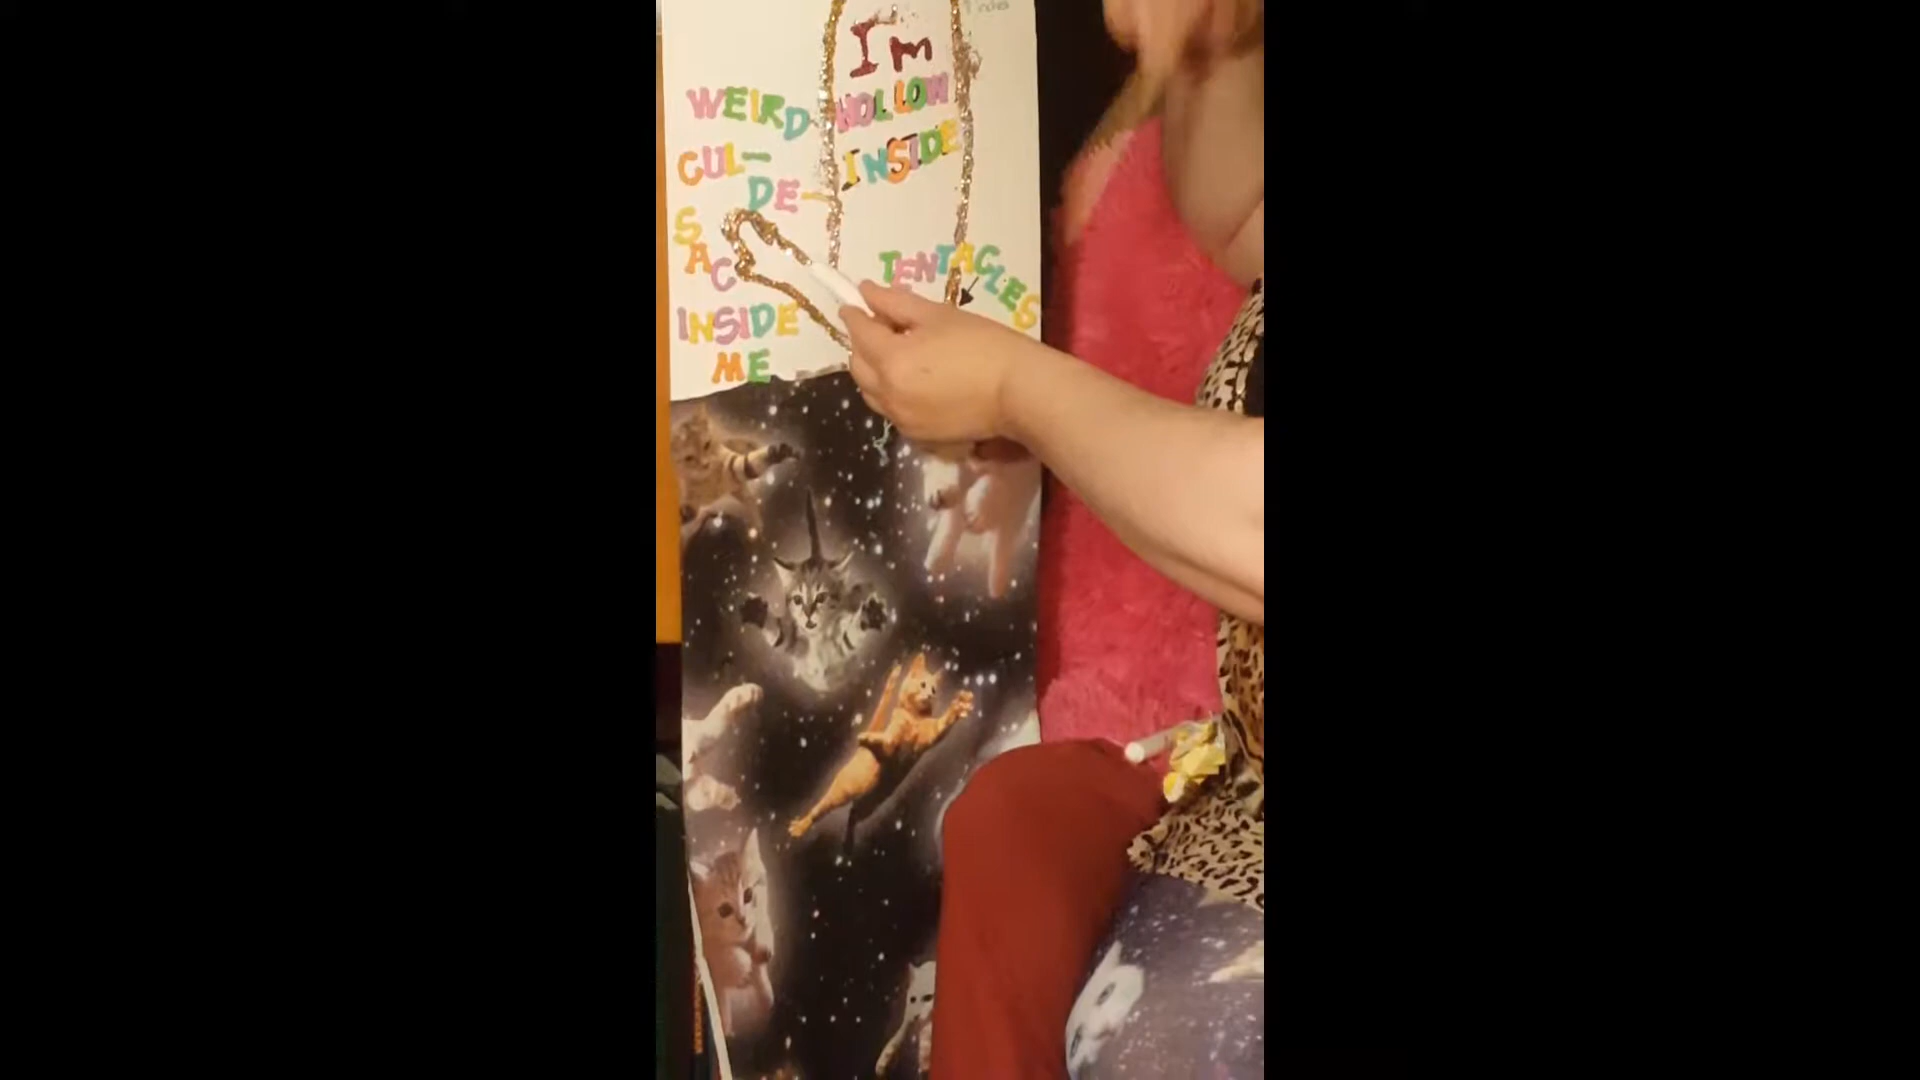 I'm
HOLLOW
INSIDE
WEIRD
CUL-
DE-
SAC
INSIDE
ME
TENTACLES